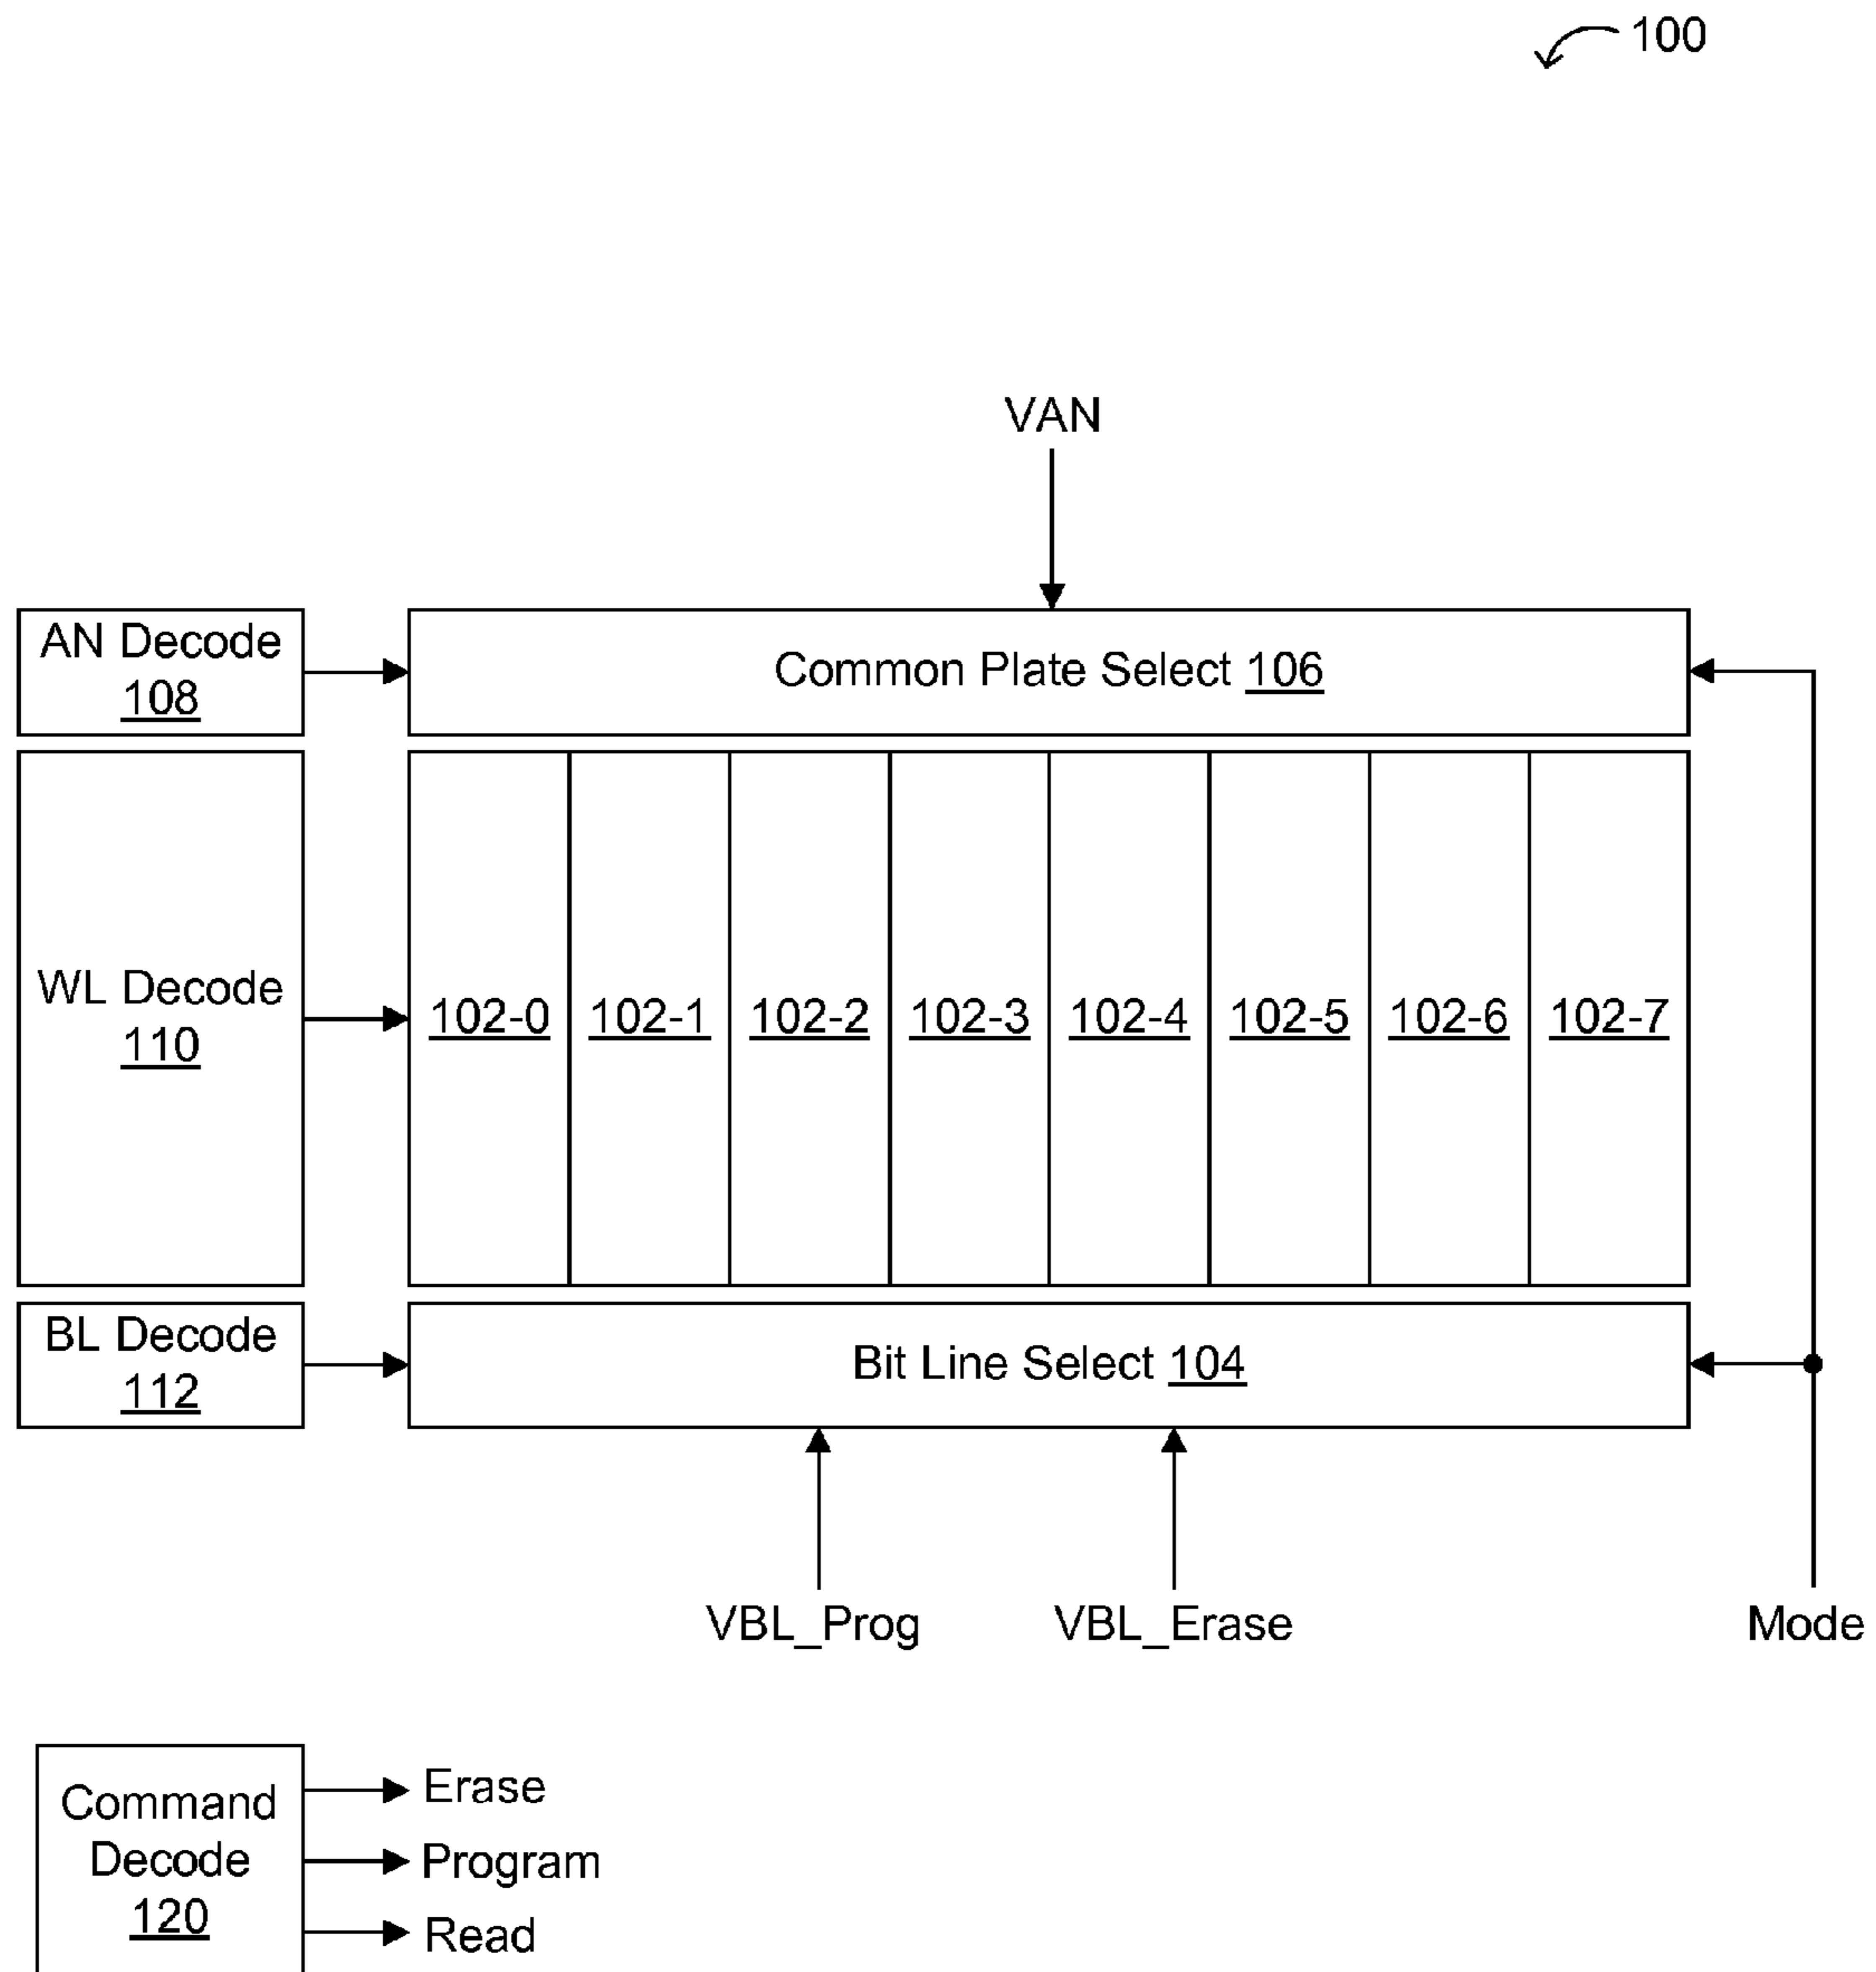 100
VAN
AN Decode
108
Common Plate Select 106
WL Decode
110
102-0 102-1 102-2 102-3 102-4 102-5 102-6 102-7
BL Decode
112
Bit Line Select 104
VBL_Prog VBL_Erase Mode
Command
Decode
120
Erase
Program
Read